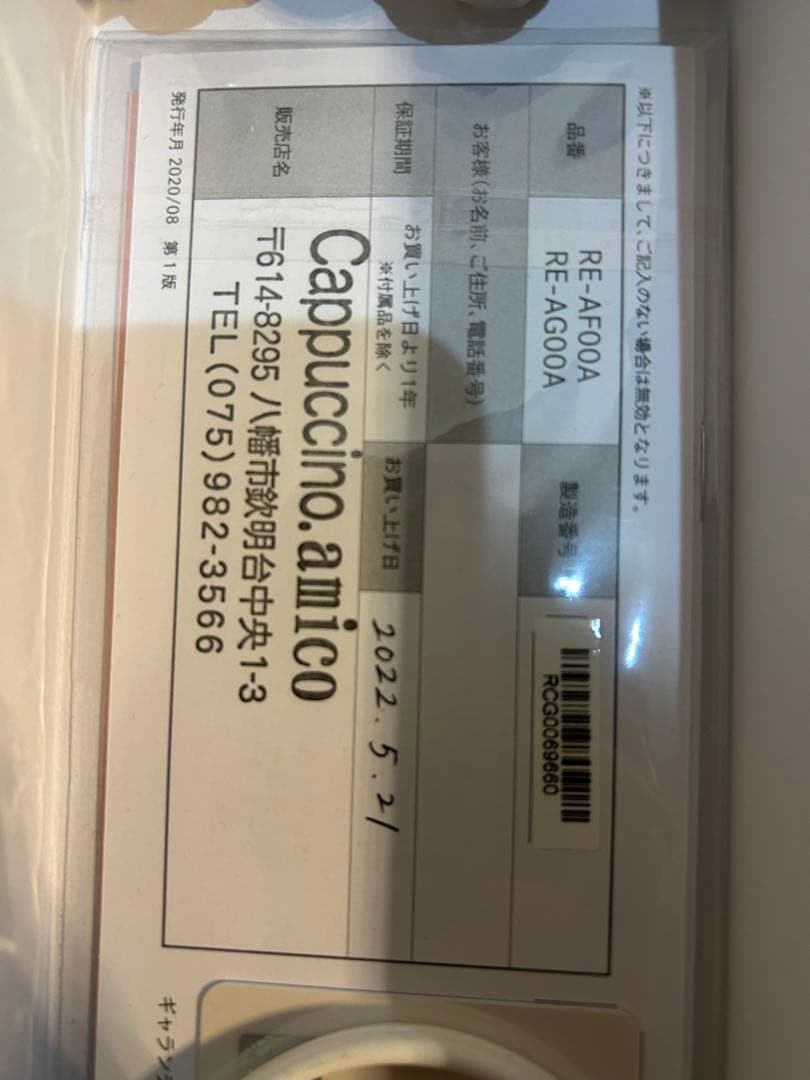 ※以下につきまして、ご記入のない場合は無効となります。
品番
RE-AF00A
RE-AG00A
製造番号
RCG0069660
お客様(お名前、ご住所、電話番号)
保証期間
お買い上げ日より1年
※付属品を除く
お買い上げ日
2022.5.21
販売店名
Cappuccino.amico
〒614-8295 八幡市欽明台中央1-3
TEL(075)982-3566
発行年月 2020/08 第1版
ギャラン